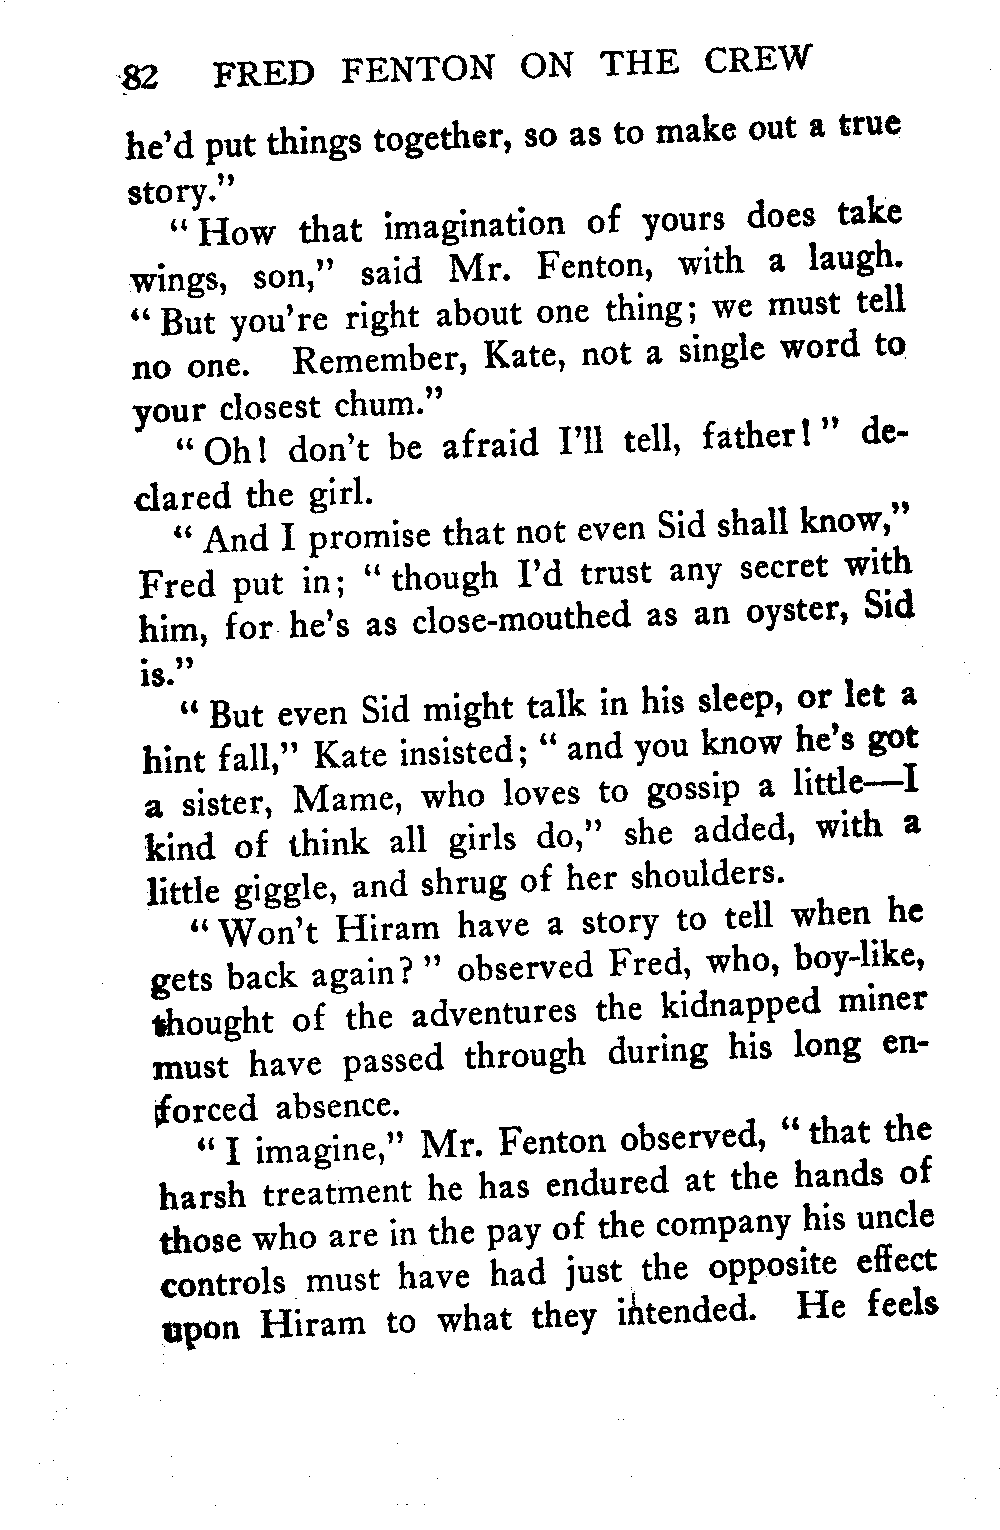 82 FRED FENTON ON THE CREW
he'd put things together, so as to make out a true
story."
"How that imagination of yours does take
wings, son," said Mr. Fenton, with a laugh.
"But you're right about one thing; we must tell
no one. Remember, Kate, not a single word to
your closest chum."
"Oh! don't be afraid I'll tell, father!" de-
clared the girl.
"And I promise that not even Sid shall know,"
Fred put in; "though I'd trust any secret with
him, for he's as close-mouthed as an oyster, Sid
is."
"But even Sid might talk in his sleep, or let a
hint fall," Kate insisted; "and you know he's got
a sister, Mame, who loves to gossip a little—I
kind of think all girls do," she added, with a
little giggle, and shrug of her shoulders.
"Won't Hiram have a story to tell when he
gets back again?" observed Fred, who, boy-like,
thought of the adventures the kidnapped miner
must have passed through during his long en-
forced absence.
"I imagine," Mr. Fenton observed, "that the
harsh treatment he has endured at the hands of
those who are in the pay of the company his uncle
controls must have had just the opposite effect
upon Hiram to what they intended. He feels